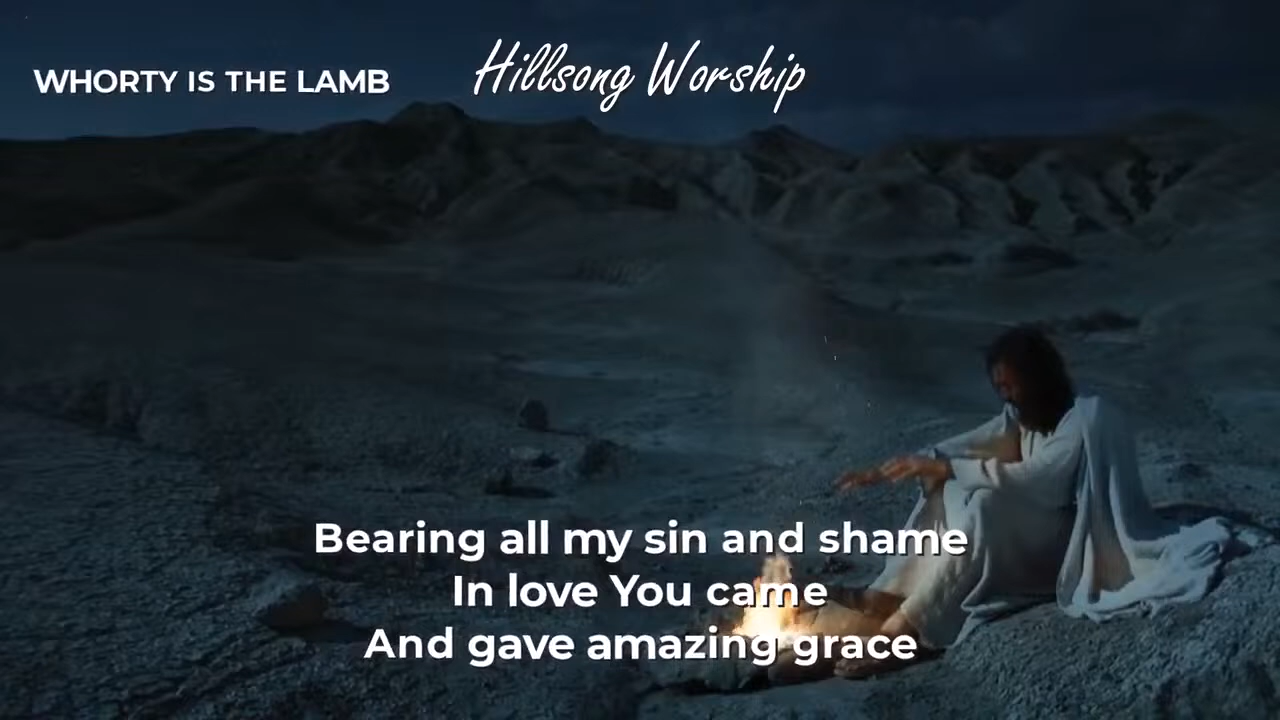 WHORTY IS THE LAMB
Hillsong Worship
Bearing all my sin and shame
In love You came
And gave amazing grace